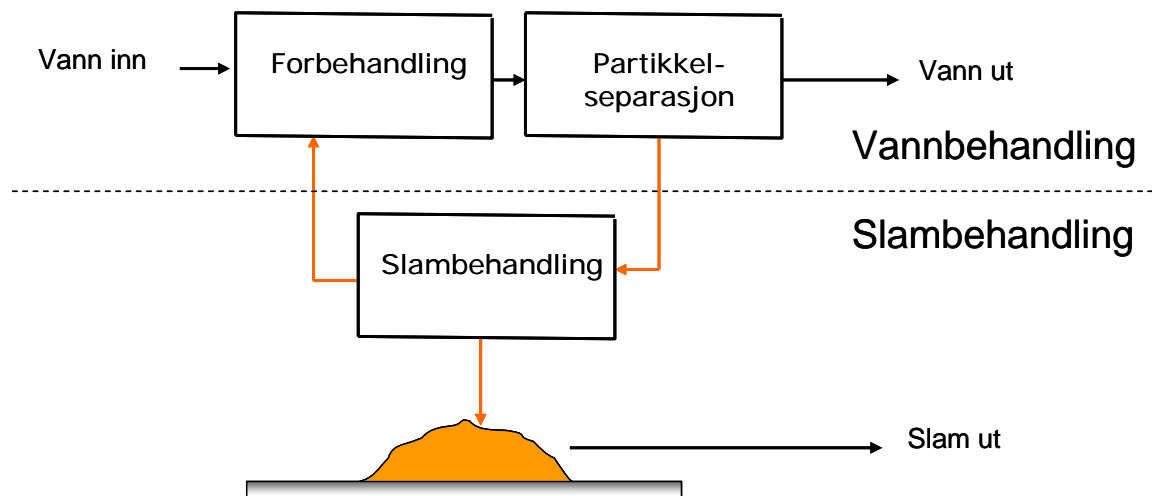 Vann inn
Forbehandling
Partikkel-
separasjon
Vann ut
Vannbehandling
Slambehandling
Slambehandling
Slam ut